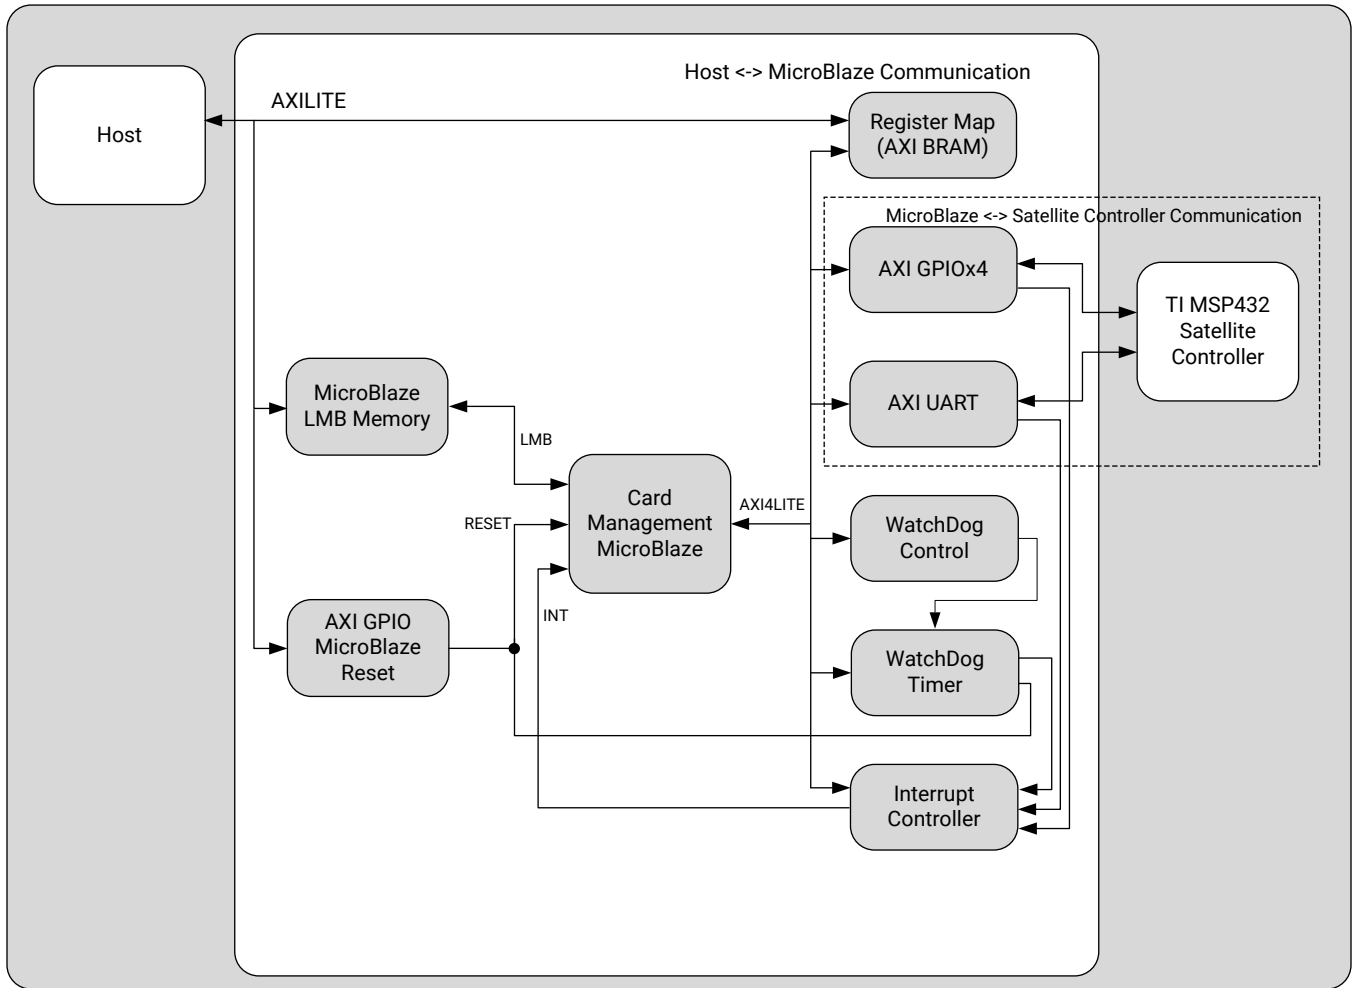 Host <-> MicroBlaze Communication
AXILITE
Host
Register Map
(AXI BRAM)
MicroBlaze <-> Satellite Controller Communication
AXI GPIOx4
TI MSP432
Satellite
Controller
MicroBlaze
LMB Memory
AXI UART
LMB
Card
Management
MicroBlaze
AXI4LITE
RESET
WatchDog
Control
INT
AXI GPIO
MicroBlaze
Reset
WatchDog
Timer
Interrupt
Controller